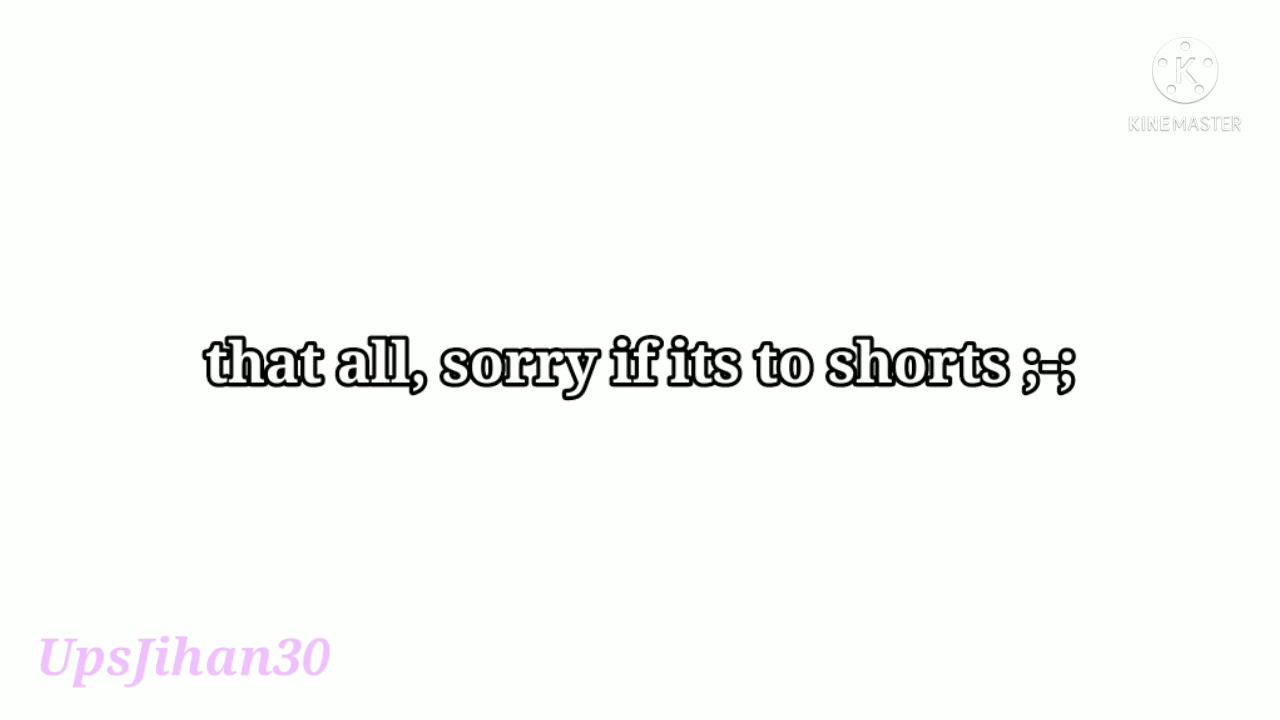 K
KINEMASTER
that all, sorry if its to shorts ;-;
UpsJihan30